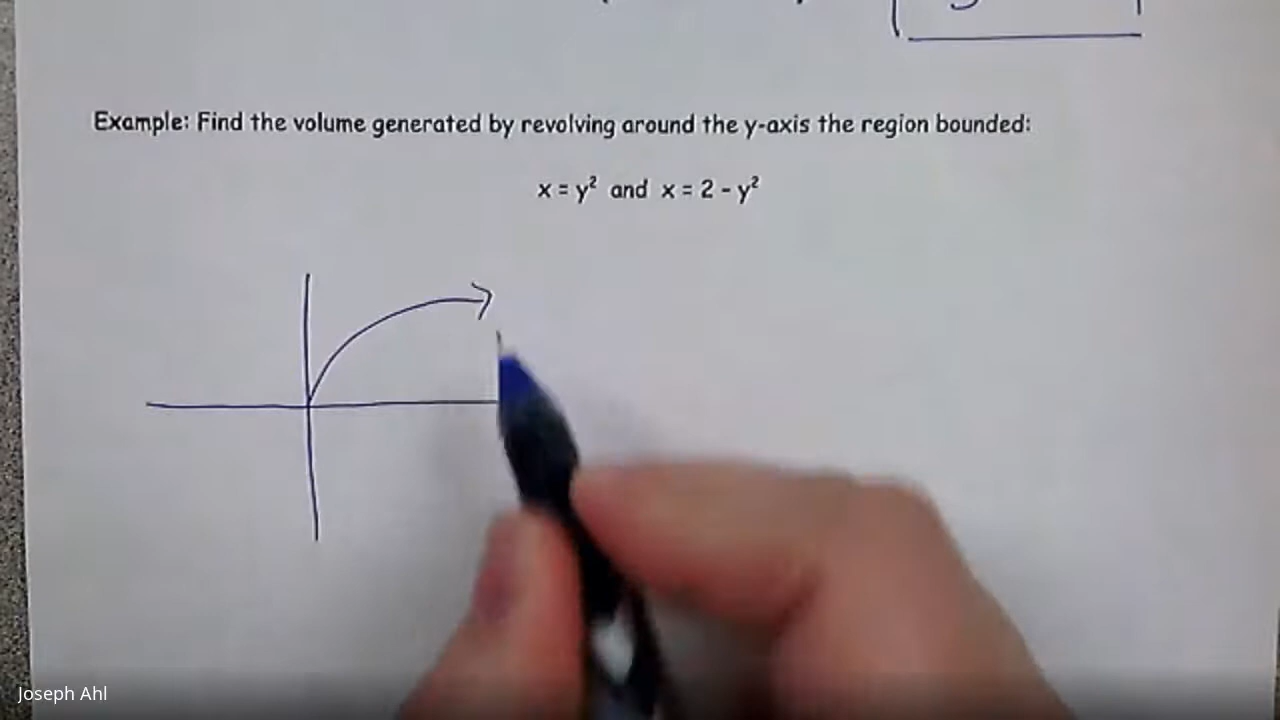 Example: Find the volume generated by revolving around the y-axis the region bounded:
x = y² and x = 2 - y²
Joseph Ahl